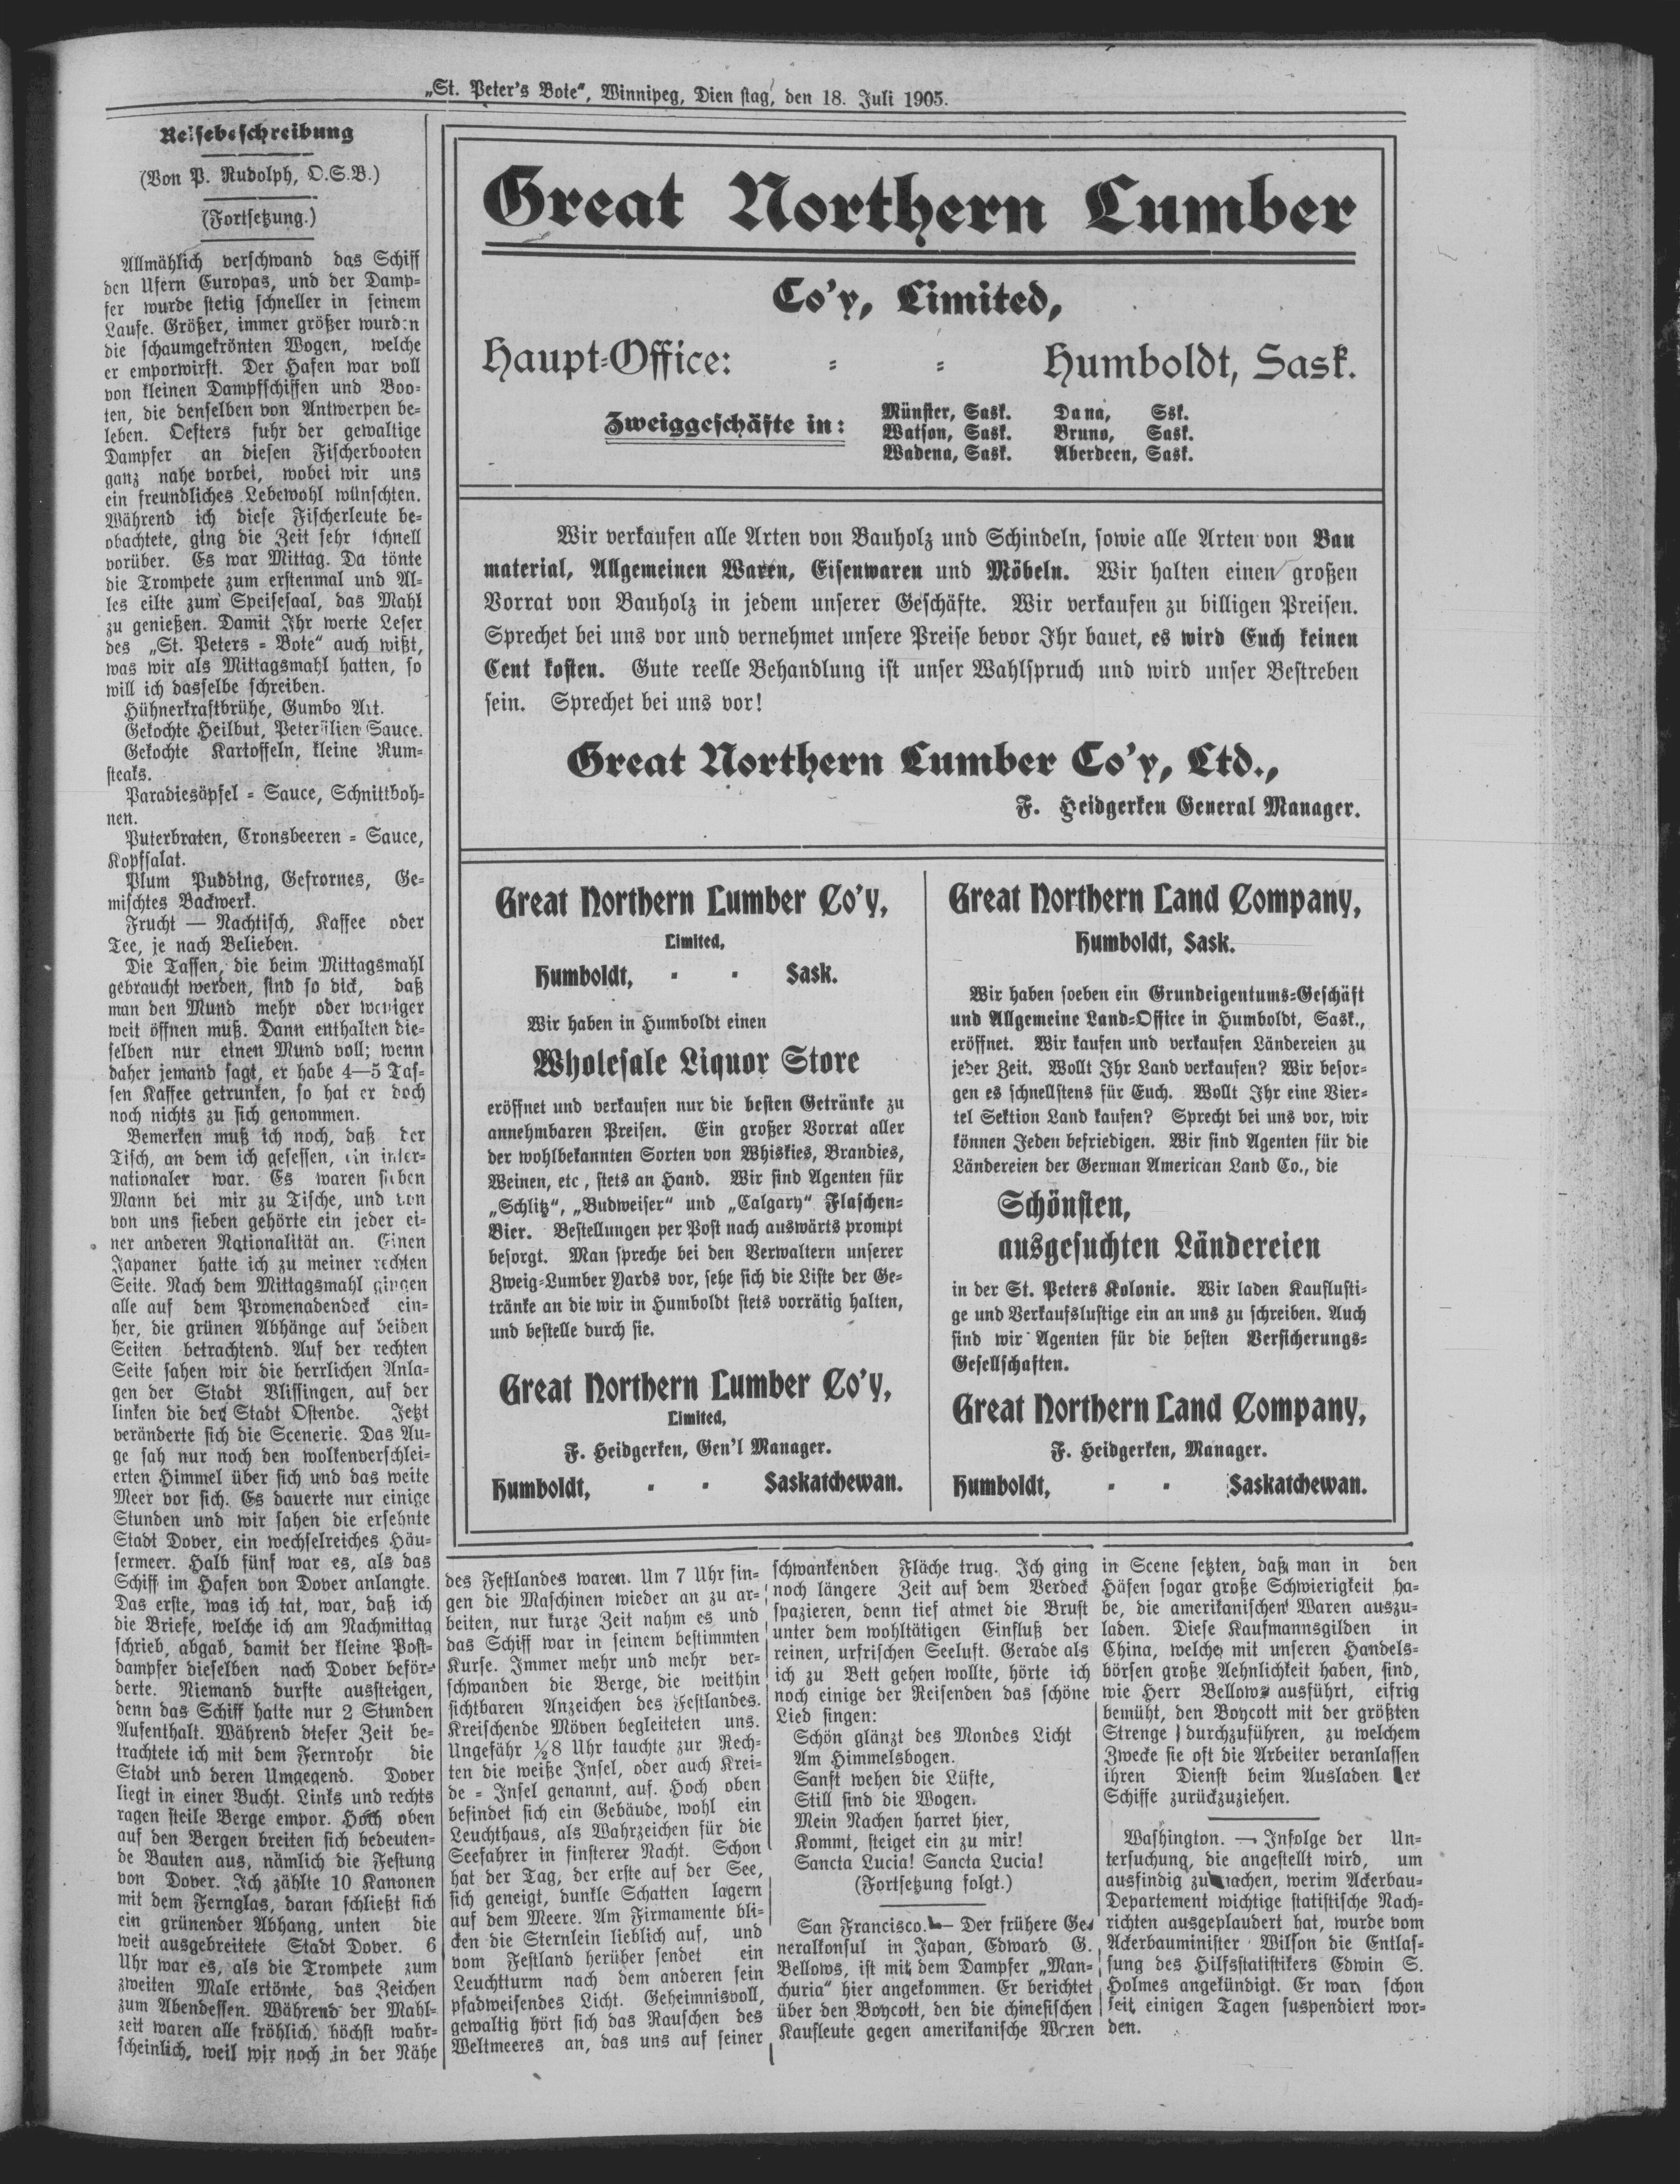 „St. Peter's Bote", Winnipeg, Dien stag, den 18. Juli 1905.
Reisebeschreibung
(Von P. Rudolph, O.S.B.)
(Fortsetzung.)
Allmählich verschwand das Schiff
den Ufern Europas, und der Damp-
fer wurde stetig schneller in seinem
Laufe. Größer, immer größer wurden
die schaumgekrönten Wogen, welche
er emporwirft. Der Hafen war voll
von kleinen Dampfschiffen und Boo-
ten, die denselben von Antwerpen be-
leben. Oefters fuhr der gewaltige
Dampfer an diesen Fischerbooten
ganz nahe vorbei, wobei wir uns
ein freundliches Lebewohl wünschten.
Während ich diese Fischerleute be-
obachtete, ging die Zeit sehr schnell
vorüber. Es war Mittag. Da tönte
die Trompete zum erstenmal und Al-
les eilte zum Speisesaal, das Mahl
zu genießen. Damit Ihr werte Leser
des „St. Peters = Bote" auch wißt,
was wir als Mittagsmahl hatten, so
will ich dasselbe schreiben.
Hühnerkraftbrühe, Gumbo Art.
Gekochte Heilbut, Petersilien Sauce.
Gekochte Kartoffeln, kleine Rum-
steaks.
Paradiesäpfel = Sauce, Schnittboh-
nen.
Puterbraten, Cronsbeeren = Sauce,
Kopfsalat.
Plum Pudding, Gefrornes, Ge-
mischtes Backwerk.
Frucht — Nachtisch, Kaffee oder
Tee, je nach Belieben.
Die Tassen, die beim Mittagsmahl
gebraucht werden, sind so dick, daß
man den Mund mehr oder weniger
weit öffnen muß. Dann enthalten die-
selben nur einen Mund voll; wenn
daher jemand sagt, er habe 4—5 Tas-
sen Kaffee getrunken, so hat er doch
noch nichts zu sich genommen.
Bemerken muß ich noch, daß der
Tisch, an dem ich gesessen, ein inter-
nationaler war. Es waren sieben
Mann bei mir zu Tische, und von
von uns sieben gehörte ein jeder ei-
ner anderen Nationalität an. Einen
Japaner hatte ich zu meiner rechten
Seite. Nach dem Mittagsmahl gingen
alle auf dem Promenadendeck ein-
her, die grünen Abhänge auf beiden
Seiten betrachtend. Auf der rechten
Seite sahen wir die herrlichen Anla-
gen der Stadt Vlissingen, auf der
linken die der Stadt Ostende. Jetzt
veränderte sich die Scenerie. Das Au-
ge sah nur noch den wolkenverschlei-
erten Himmel über sich und das weite
Meer vor sich. Es dauerte nur einige
Stunden und wir sahen die ersehnte
Stadt Dover, ein wechselreiches Häu-
sermeer. Halb fünf war es, als das
Schiff im Hafen von Dover anlangte.
Das erste, was ich tat, war, daß ich
die Briefe, welche ich am Nachmittag
schrieb, abgab, damit der kleine Post-
dampfer dieselben nach Dover beför-
derte. Niemand durfte aussteigen,
denn das Schiff hatte nur 2 Stunden
Aufenthalt. Während dieser Zeit be-
trachtete ich mit dem Fernrohr die
Stadt und deren Umgegend. Dover
liegt in einer Bucht. Links und rechts
ragen steile Berge empor. Hoch oben
auf den Bergen breiten sich bedeuten-
de Bauten aus, nämlich die Festung
von Dover. Ich zählte 10 Kanonen
mit dem Fernglas, daran schließt sich
ein grünender Abhang, unten die
weit ausgebreitete Stadt Dover. 6
Uhr war es, als die Trompete zum
zweiten Male ertönte, das Zeichen
zum Abendessen. Während der Mahl-
zeit waren alle fröhlich, höchst wahr-
scheinlich, weil wir noch in der Nähe
Great Northern Lumber
Co'y, Limited,
Haupt=Office: = = Humboldt, Sask.
Zweiggeschäfte in:
Münster, Sask. Dana, Ssk.
Watson, Sask. Bruno, Sask.
Wadena, Sask. Aberdeen, Sask.
Wir verkaufen alle Arten von Bauholz und Schindeln, sowie alle Arten von Bau
material, Allgemeinen Waren, Eisenwaren und Möbeln. Wir halten einen großen
Vorrat von Bauholz in jedem unserer Geschäfte. Wir verkaufen zu billigen Preisen.
Sprechet bei uns vor und vernehmet unsere Preise bevor Ihr bauet, es wird Euch keinen
Cent kosten. Gute reelle Behandlung ist unser Wahlspruch und wird unser Bestreben
sein. Sprechet bei uns vor!
Great Northern Lumber Co'y, Ltd.,
F. Heidgerken General Manager.
Great Northern Lumber Co'y,
Limited,
Humboldt, - - Sask.
Wir haben in Humboldt einen
Wholesale Liquor Store
eröffnet und verkaufen nur die besten Getränke zu
annehmbaren Preisen. Ein großer Vorrat aller
der wohlbekannten Sorten von Whiskies, Brandies,
Weinen, etc , stets an Hand. Wir sind Agenten für
„Schlitz", „Budweiser" und „Calgary" Flaschen=
Bier. Bestellungen per Post nach auswärts prompt
besorgt. Man spreche bei den Verwaltern unserer
Zweig=Lumber Yards vor, sehe sich die Liste der Ge-
tränke an die wir in Humboldt stets vorrätig halten,
und bestelle durch sie.
Great Northern Lumber Co'y,
Limited,
F. Heidgerken, Gen'l Manager.
Humboldt, - - Saskatchewan.
Great Northern Land Company,
Humboldt, Sask.
Wir haben soeben ein Grundeigentums=Geschäft
und Allgemeine Land=Office in Humboldt, Sask.,
eröffnet. Wir kaufen und verkaufen Ländereien zu
jeder Zeit. Wollt Ihr Land verkaufen? Wir besor-
gen es schnellstens für Euch. Wollt Ihr eine Vier-
tel Sektion Land kaufen? Sprecht bei uns vor, wir
können Jeden befriedigen. Wir sind Agenten für die
Ländereien der German American Land Co., die
Schönsten,
ausgesuchten Ländereien
in der St. Peters Kolonie. Wir laden Kauflusti-
ge und Verkaufslustige ein an uns zu schreiben. Auch
sind wir Agenten für die besten Versicherungs=
Gesellschaften.
Great Northern Land Company,
F. Heidgerken, Manager.
Humboldt, - - Saskatchewan.
des Festlandes waren. Um 7 Uhr fin-
gen die Maschinen wieder an zu ar-
beiten, nur kurze Zeit nahm es und
das Schiff war in seinem bestimmten
Kurse. Immer mehr und mehr ver-
schwanden die Berge, die weithin
sichtbaren Anzeichen des Festlandes.
Kreischende Möven begleiteten uns.
Ungefähr ½8 Uhr tauchte zur Rech-
ten die weiße Insel, oder auch Krei-
de = Insel genannt, auf. Hoch oben
befindet sich ein Gebäude, wohl ein
Leuchthaus, als Wahrzeichen für die
Seefahrer in finsterer Nacht. Schon
hat der Tag, der erste auf der See,
sich geneigt, dunkle Schatten lagern
auf dem Meere. Am Firmamente bli-
cken die Sternlein lieblich auf, und
vom Festland herüber sendet ein
Leuchtturm nach dem anderen sein
pfadweisendes Licht. Geheimnisvoll,
gewaltig hört sich das Rauschen des
Weltmeeres an, das uns auf seiner
schwankenden Fläche trug. Ich ging
noch längere Zeit auf dem Verdeck
spazieren, denn tief atmet die Brust
unter dem wohltätigen Einfluß der
reinen, urfrischen Seeluft. Gerade als
ich zu Bett gehen wollte, hörte ich
noch einige der Reisenden das schöne
Lied singen:
Schön glänzt des Mondes Licht
Am Himmelsbogen.
Sanft wehen die Lüfte,
Still sind die Wogen.
Mein Nachen harret hier,
Kommt, steiget ein zu mir!
Sancta Lucia! Sancta Lucia!
(Fortsetzung folgt.)
San Francisco. — Der frühere Ge-
neralkonsul in Japan, Edward G.
Bellows, ist mit dem Dampfer „Man-
churia" hier angekommen. Er berichtet
über den Boycott, den die chinesischen
Kaufleute gegen amerikanische Waren
in Scene setzten, daß man in den
Häfen sogar große Schwierigkeit ha-
be, die amerikanischen Waren auszu-
laden. Diese Kaufmannsgilden in
China, welche mit unseren Handels-
börsen große Aehnlichkeit haben, sind,
wie Herr Bellows ausführt, eifrig
bemüht, den Boycott mit der größten
Strenge durchzuführen, zu welchem
Zwecke sie oft die Arbeiter veranlassen
ihren Dienst beim Ausladen der
Schiffe zurückzuziehen.
Washington. — Infolge der Un-
tersuchung, die angestellt wird, um
ausfindig zu machen, werim Ackerbau-
Departement wichtige statistische Nach-
richten ausgeplaudert hat, wurde vom
Ackerbauminister Wilson die Entlas-
sung des Hilfsstatistikers Edwin S.
Holmes angekündigt. Er war schon
seit einigen Tagen suspendiert wor-
den.